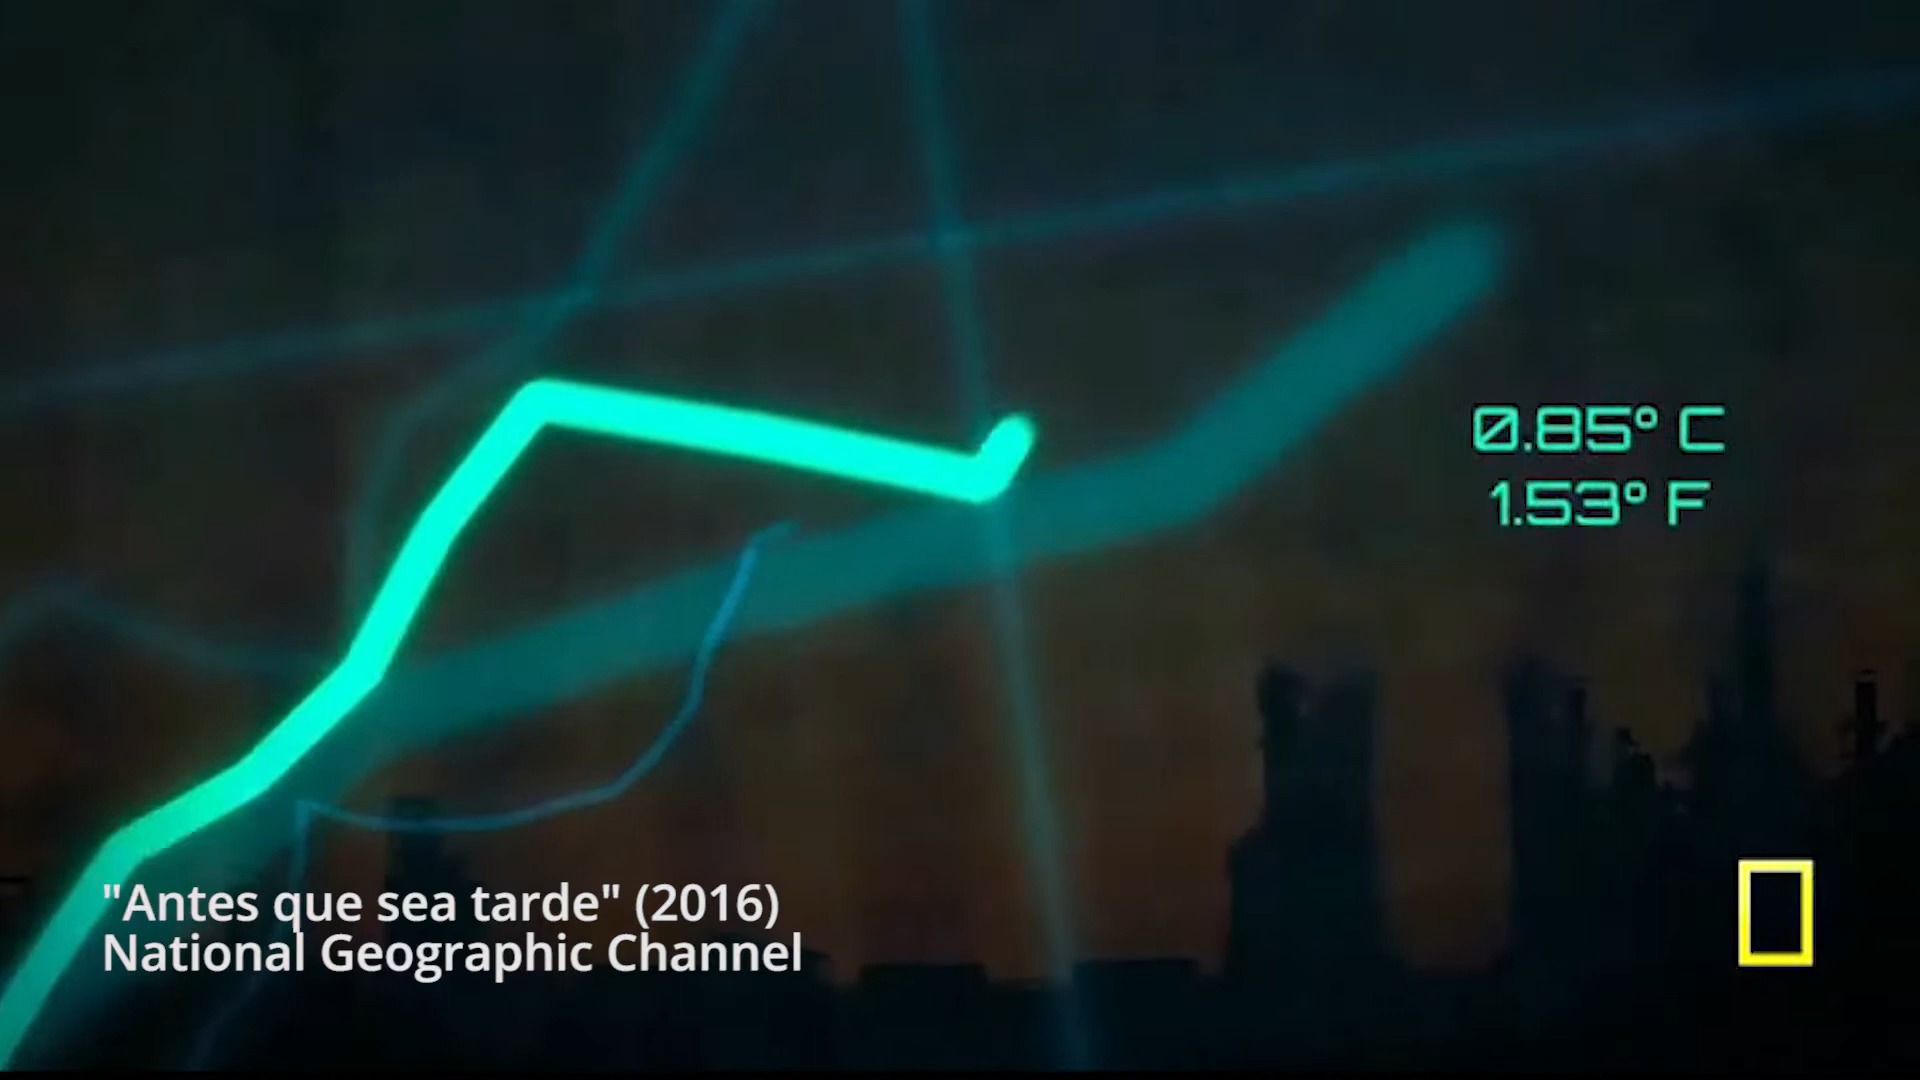 0.85° C
1.53° F
"Antes que sea tarde" (2016)
National Geographic Channel